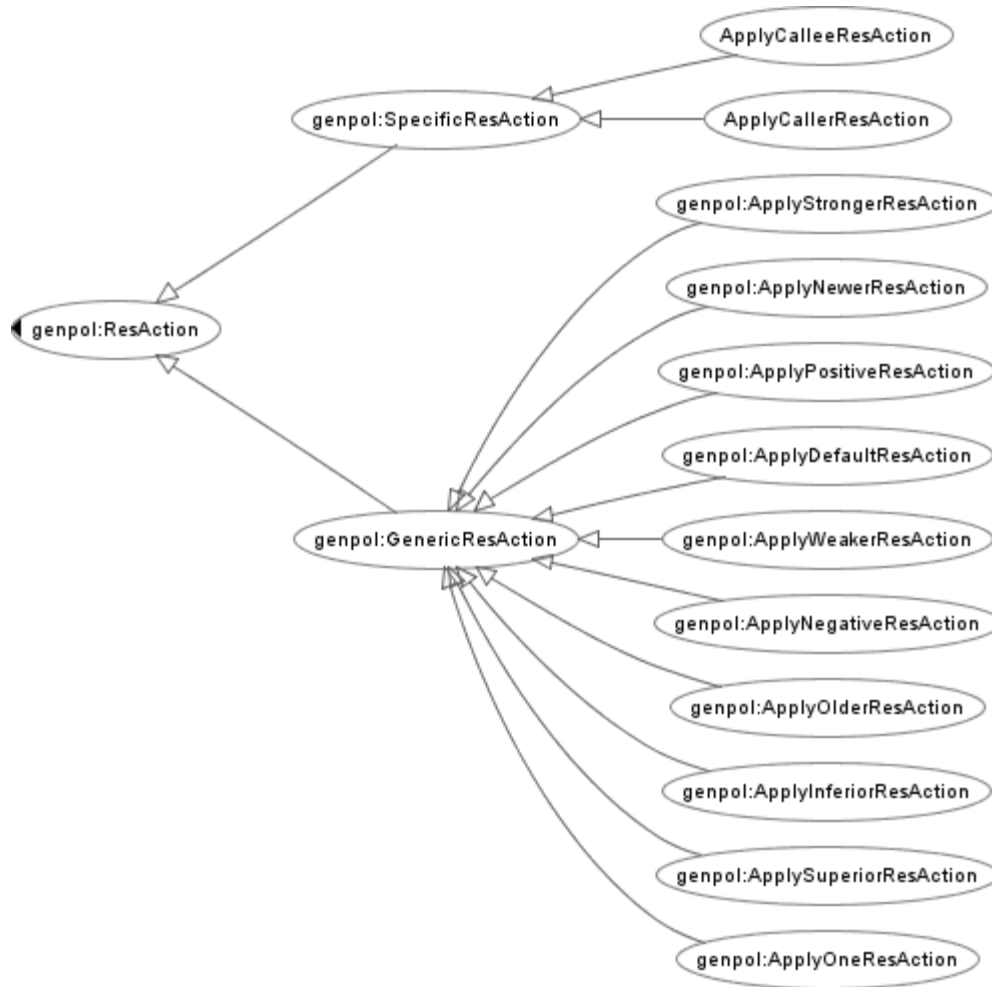 ApplyCalleeResAction
genpol:SpecificResAction
ApplyCallerResAction
genpol:ApplyStrongerResAction
genpol:ApplyNewerResAction
genpol:ResAction
genpol:ApplyPositiveResAction
genpol:ApplyDefaultResAction
genpol:GenericResAction
genpol:ApplyWeakerResAction
genpol:ApplyNegativeResAction
genpol:ApplyOlderResAction
genpol:ApplyInferiorResAction
genpol:ApplySuperiorResAction
genpol:ApplyOneResAction